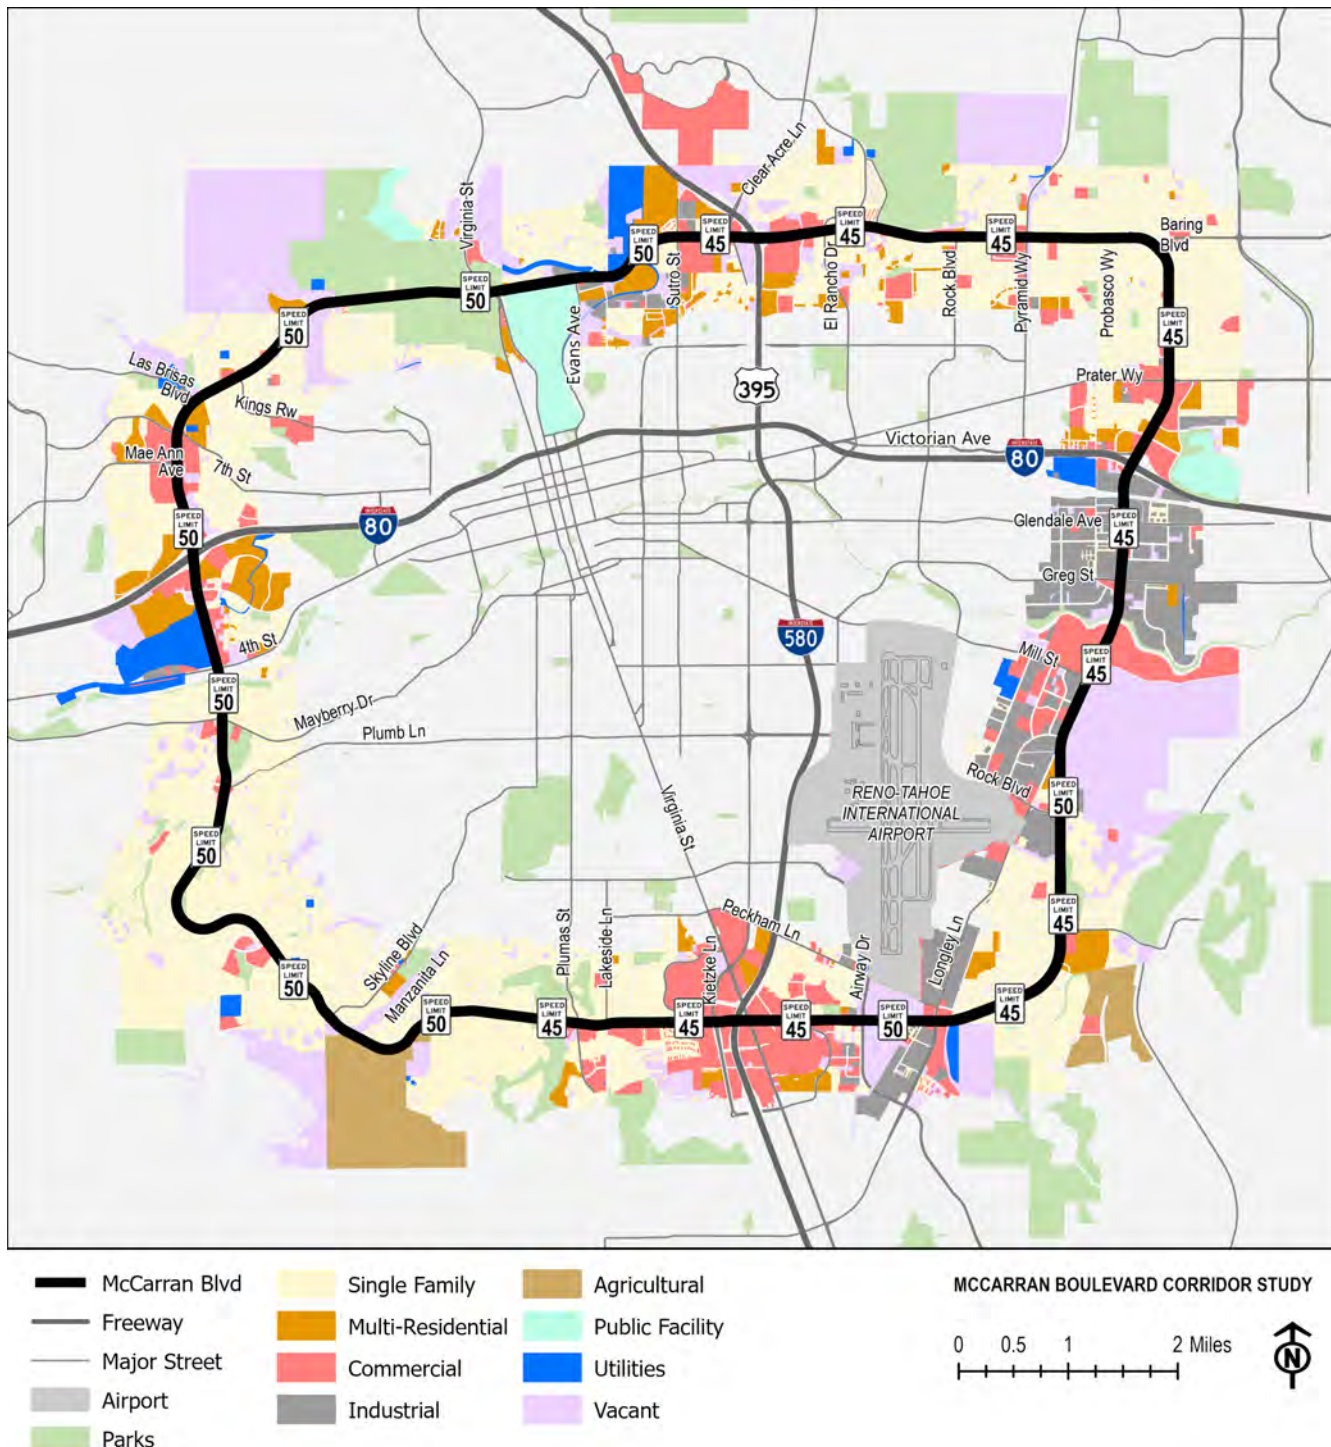 Clear Acre Ln
Virginia St
Baring
Blvd
SPEED
LIMIT
50
SPEED
LIMIT
45
SPEED
LIMIT
45
SPEED
LIMIT
45
El Rancho Dr
Rock Blvd
Pyramid Wy
Probasco Wy
Sutro St
SPEED
LIMIT
50
SPEED
LIMIT
50
Evans Ave
SPEED
LIMIT
45
Las Brisas
Blvd
Kings Rw
395
Prater Wy
Mae Ann
Ave
7th St
Victorian Ave
INTERSTATE
80
INTERSTATE
80
SPEED
LIMIT
50
Glendale Ave
SPEED
LIMIT
45
Greg St
4th St
INTERSTATE
580
Mill St
SPEED
LIMIT
45
SPEED
LIMIT
50
Mayberry Dr
Plumb Ln
Rock Blvd
RENO-TAHOE
INTERNATIONAL
AIRPORT
SPEED
LIMIT
50
Virginia St
SPEED
LIMIT
50
SPEED
LIMIT
45
Peckham Ln
Skyline Blvd
Manzanita Ln
Plumas St
Lakeside Ln
Kietzke Ln
Airway Dr
Longley Ln
SPEED
LIMIT
50
SPEED
LIMIT
50
SPEED
LIMIT
45
SPEED
LIMIT
45
SPEED
LIMIT
45
SPEED
LIMIT
50
SPEED
LIMIT
45
McCarran Blvd
Freeway
Major Street
Airport
Parks
Single Family
Multi-Residential
Commercial
Industrial
Agricultural
Public Facility
Utilities
Vacant
MCCARRAN BOULEVARD CORRIDOR STUDY
0 0.5 1 2 Miles
N